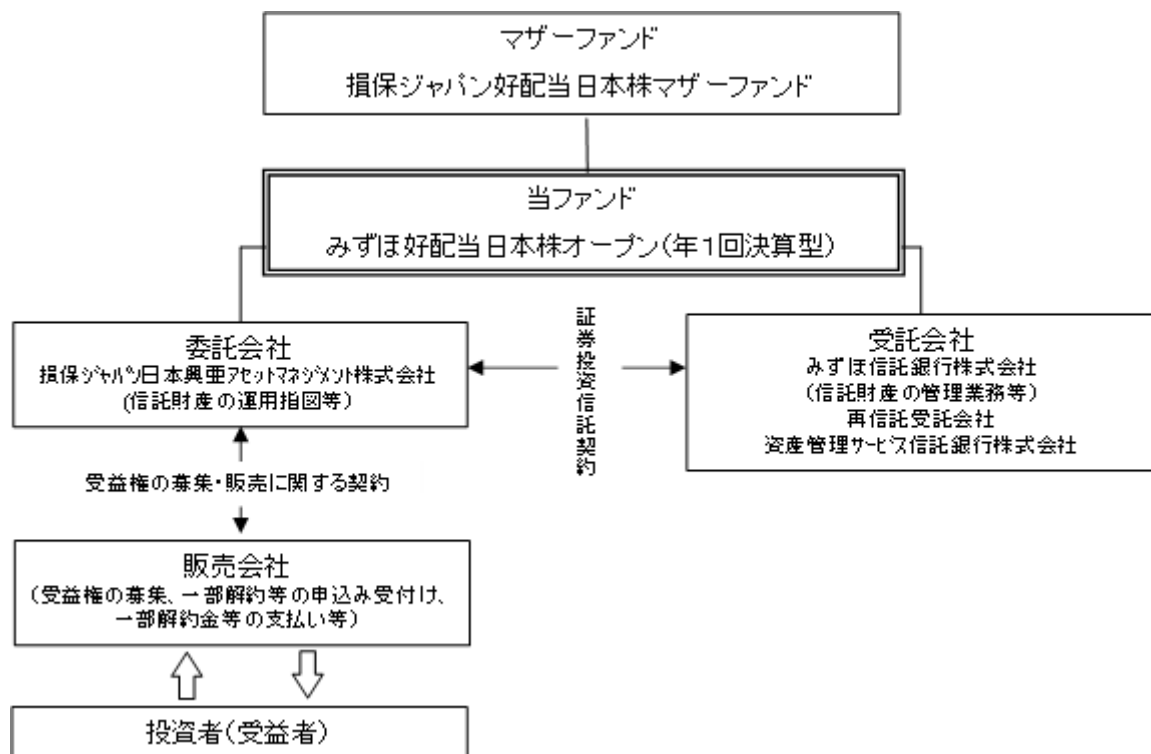 マザーファンド
損保ジャパン好配当日本株マザーファンド
当ファンド
みずほ好配当日本株オープン(年1回決算型)
委託会社
損保ジャパン日本興亜アセットマネジメント株式会社
(信託財産の運用指図等)
証券投資信託契約
受託会社
みずほ信託銀行株式会社
(信託財産の管理業務等)
再信託受託会社
資産管理サービス信託銀行株式会社
受益権の募集・販売に関する契約
販売会社
(受益権の募集、一部解約等の申込み受付け、
一部解約金等の支払い等)
投資者(受益者)